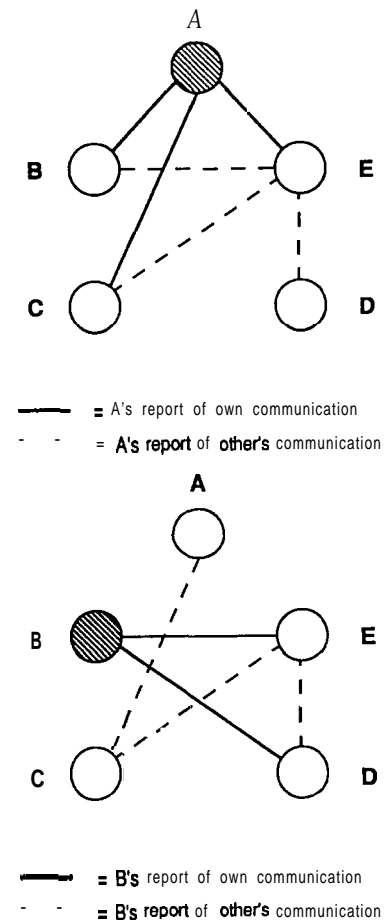 A
B E
C D
= A's report of own communication
- - = A's report of other's communication
A
B E
C D
= B's report of own communication
- - = B's report of other's communication